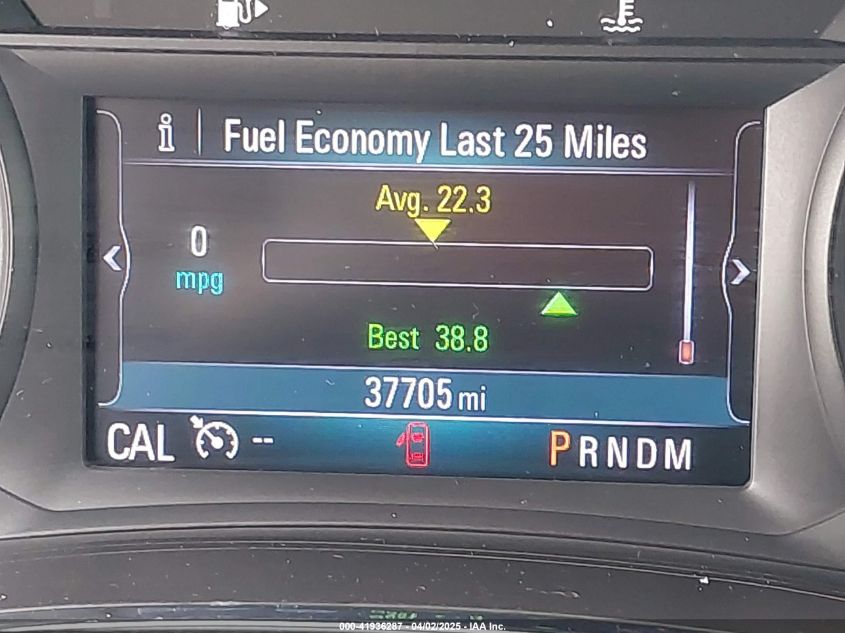 i | Fuel Economy Last 25 Miles
Avg. 22.3
0
mpg
Best 38.8
37705 mi
CAL -- PRNDM
000-41936287 - 04/02/2025 - IAA Inc.